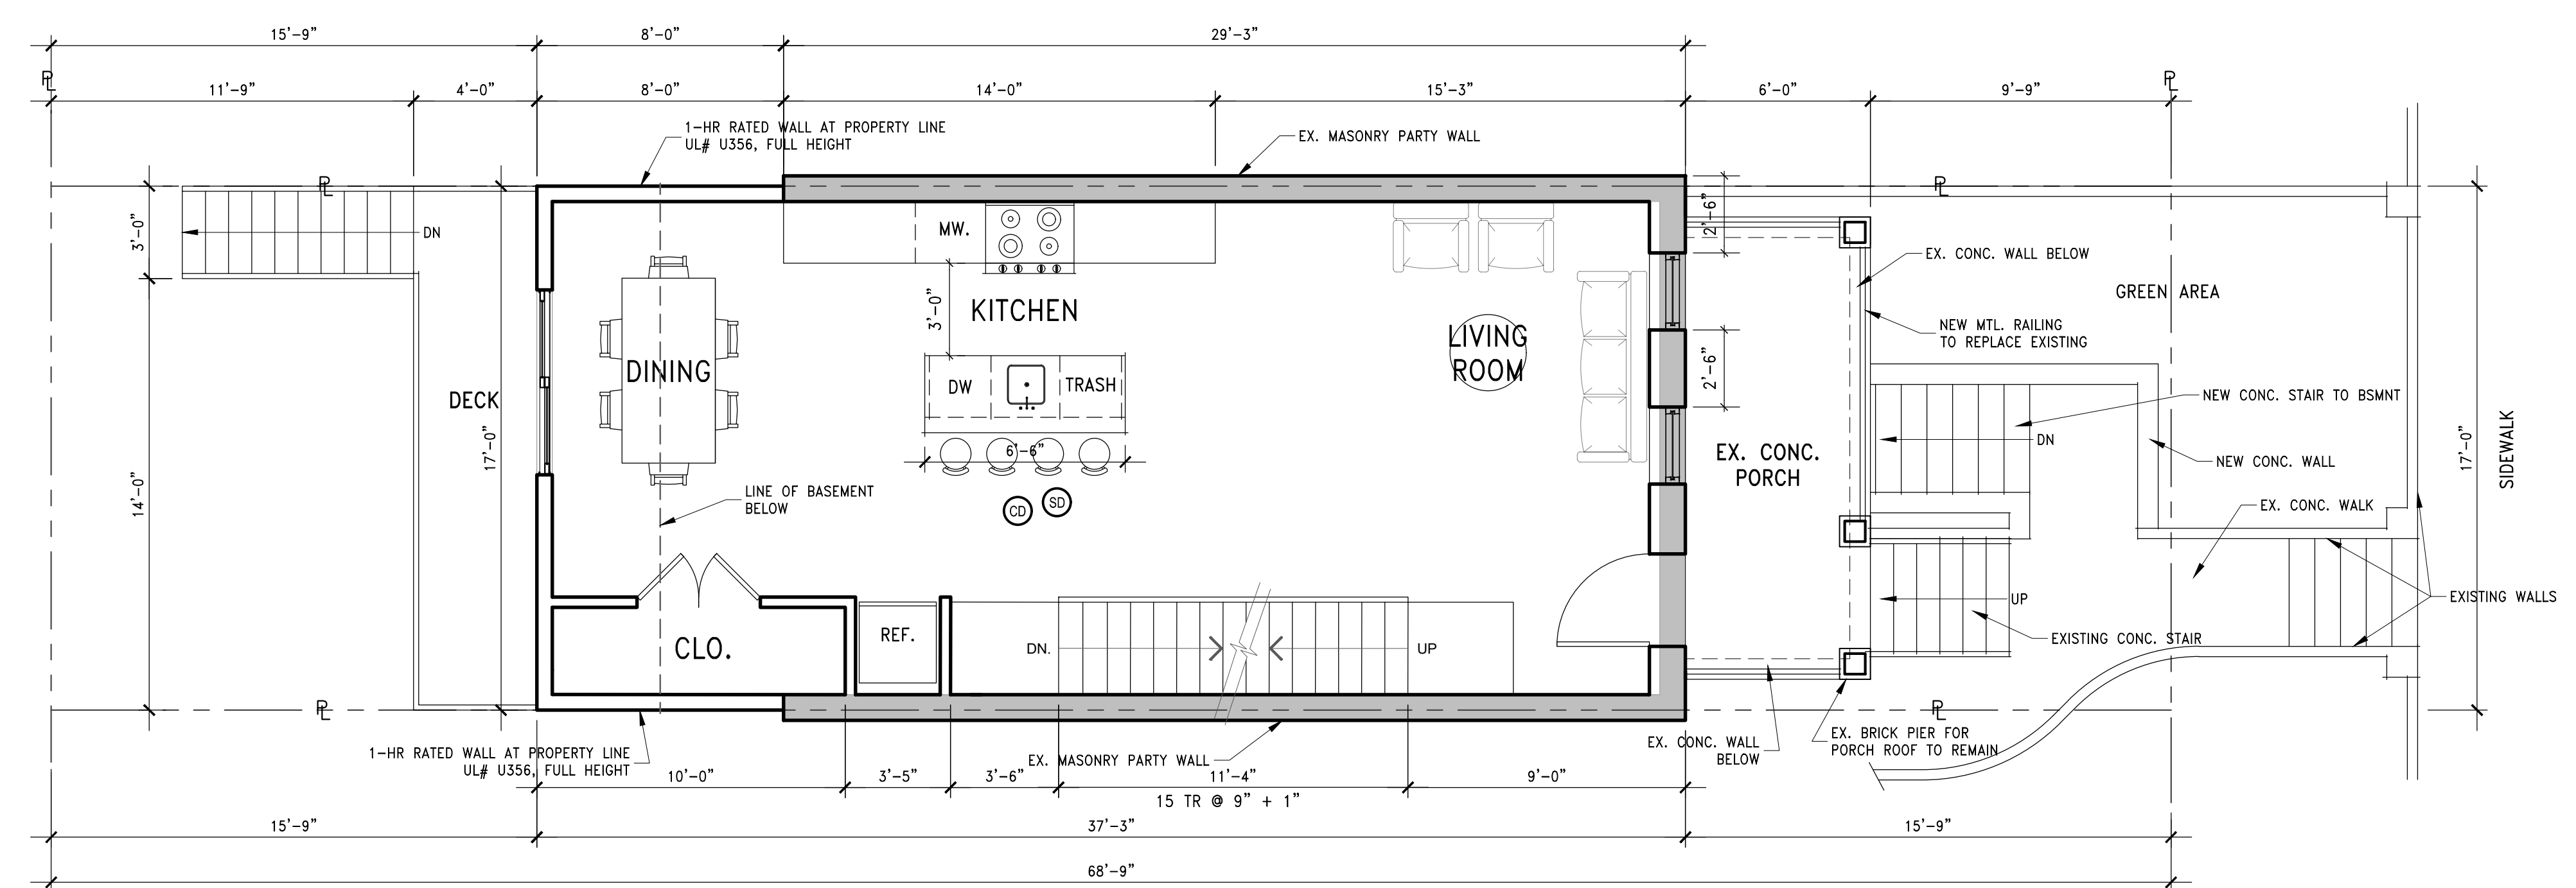 15'-9" 8'-0" 29'-3"
PL PL
11'-9" 4'-0" 8'-0" 14'-0" 15'-3" 6'-0" 9'-9"
1-HR RATED WALL AT PROPERTY LINE
UL# U356, FULL HEIGHT
EX. MASONRY PARTY WALL
PL PL
3'-0"
DN
MW.
2'-6"
EX. CONC. WALL BELOW
GREEN AREA
3'-0"
KITCHEN
NEW MTL. RAILING
TO REPLACE EXISTING
LIVING
ROOM
DINING
DW
TRASH
2'-6"
DECK
NEW CONC. STAIR TO BSMNT
DN
17'-0"
6'-6"
EX. CONC.
PORCH
NEW CONC. WALL
17'-0"
SIDEWALK
14'-0"
LINE OF BASEMENT
BELOW
CD
SD
EX. CONC. WALK
UP
EXISTING WALLS
CLO.
REF.
DN.
UP
EXISTING CONC. STAIR
PL PL
1-HR RATED WALL AT PROPERTY LINE
UL# U356, FULL HEIGHT
EX. MASONRY PARTY WALL
EX. CONC. WALL
BELOW
EX. BRICK PIER FOR
PORCH ROOF TO REMAIN
10'-0" 3'-5" 3'-6" 11'-4" 9'-0"
15 TR @ 9" + 1"
15'-9" 37'-3" 15'-9"
68'-9"